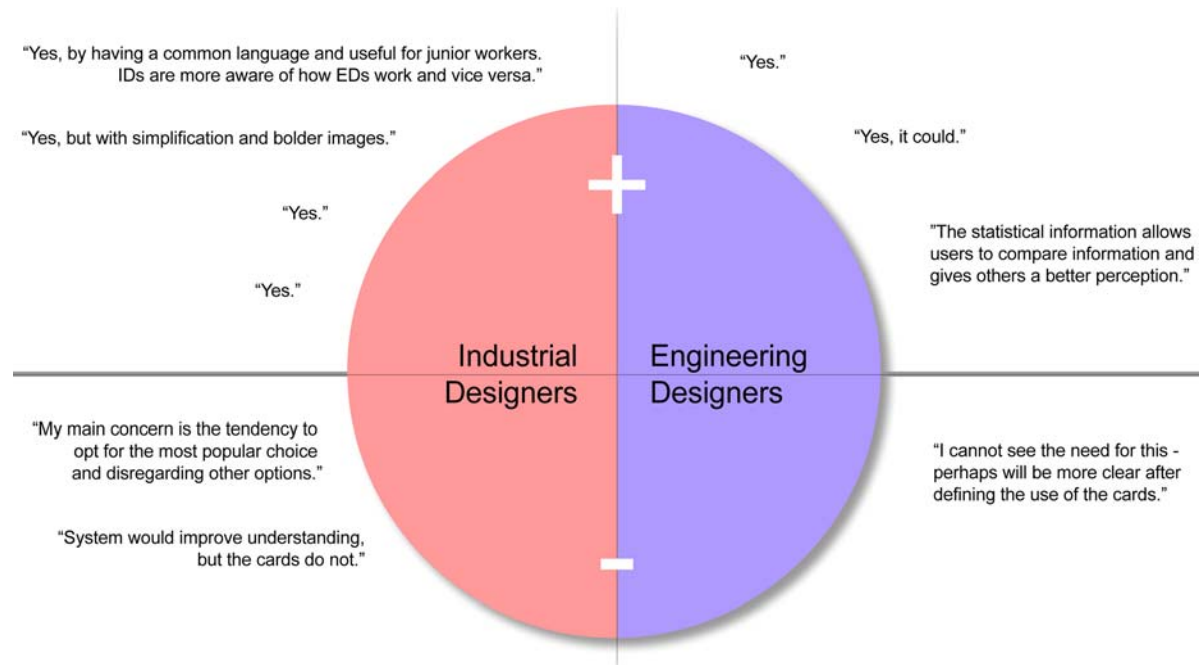 “Yes, by having a common language and useful for junior workers.
IDs are more aware of how EDs work and vice versa.”
“Yes, but with simplification and bolder images.”
“Yes.”
“Yes.”
“Yes.”
“Yes, it could.”
”The statistical information allows
users to compare information and
gives others a better perception.”
+
Industrial
Designers
Engineering
Designers
“My main concern is the tendency to
opt for the most popular choice
and disregarding other options.”
“System would improve understanding,
but the cards do not.”
“I cannot see the need for this -
perhaps will be more clear after
defining the use of the cards.”
-